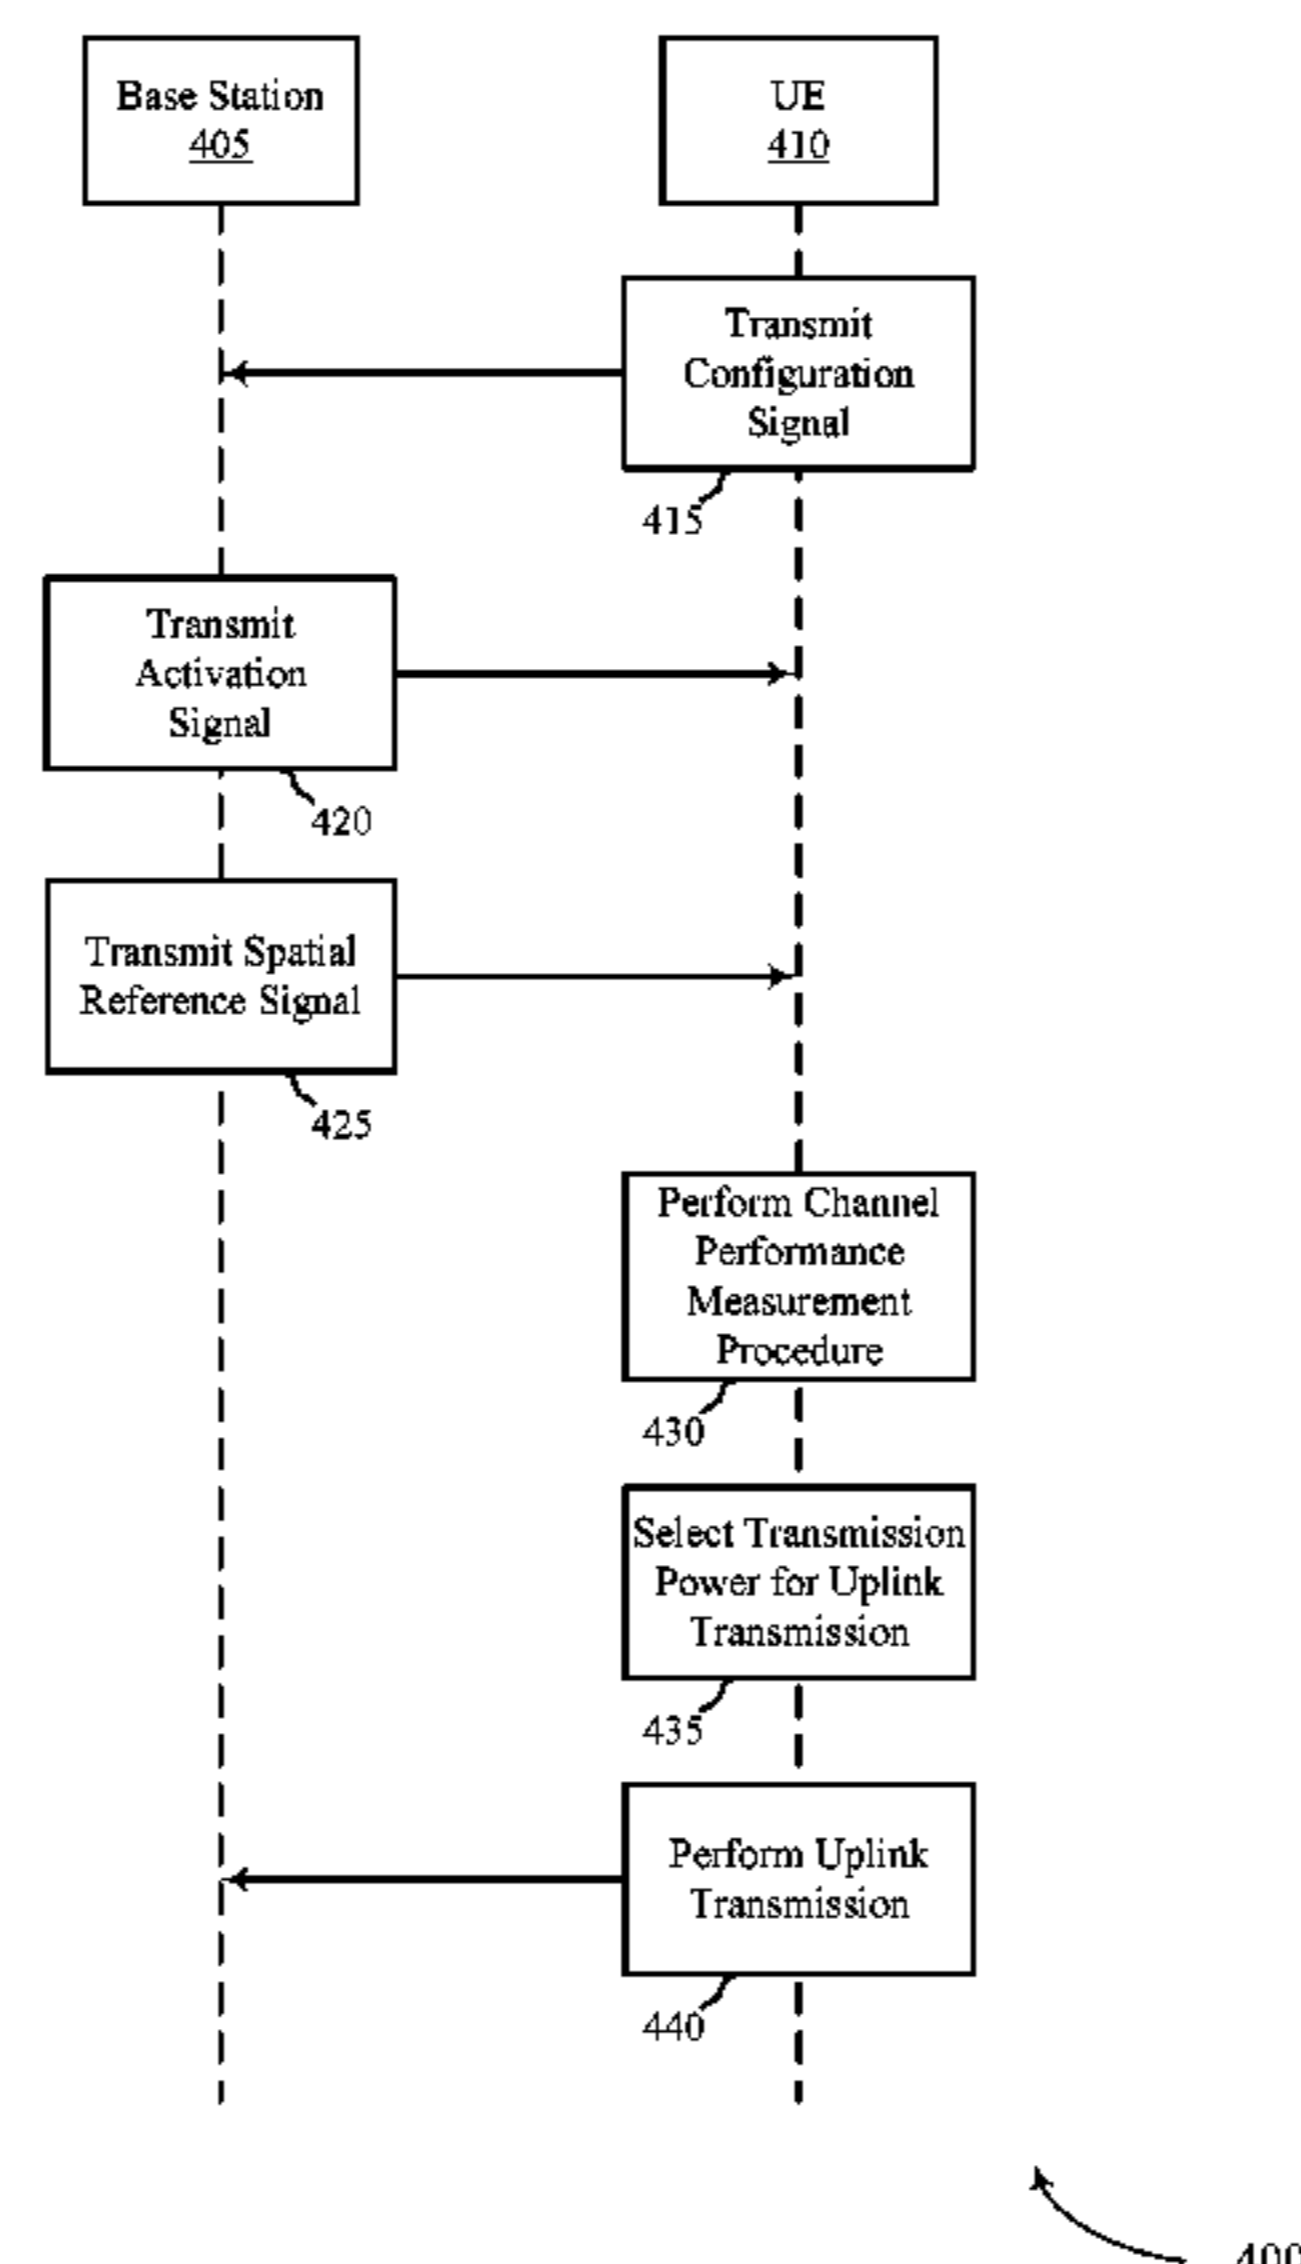 Base Station
405
UE
410
Transmit
Configuration
Signal
415
Transmit
Activation
Signal
420
Transmit Spatial
Reference Signal
425
Perform Channel
Performance
Measurement
Procedure
430
Select Transmission
Power for Uplink
Transmission
435
Perform Uplink
Transmission
440
400